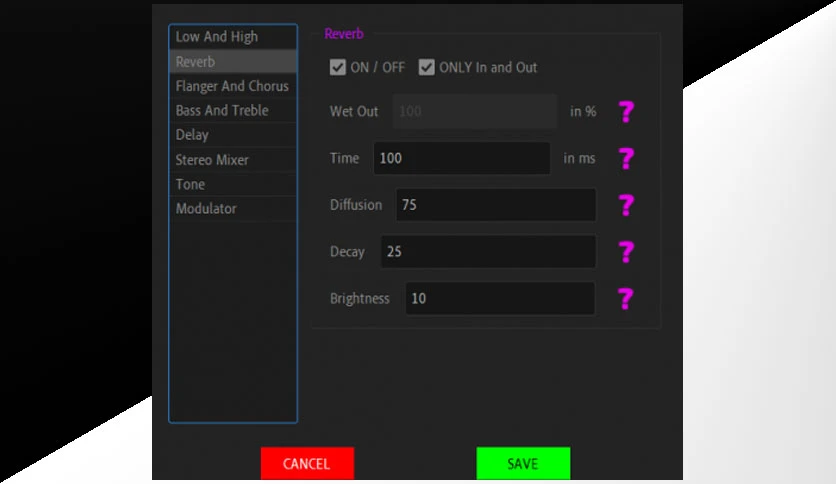 Low And High
Reverb
Flanger And Chorus
Bass And Treble
Delay
Stereo Mixer
Tone
Modulator
Reverb
ON / OFF ONLY In and Out
Wet Out 100 in % ?
Time 100 in ms ?
Diffusion 75 ?
Decay 25 ?
Brightness 10 ?
CANCEL SAVE